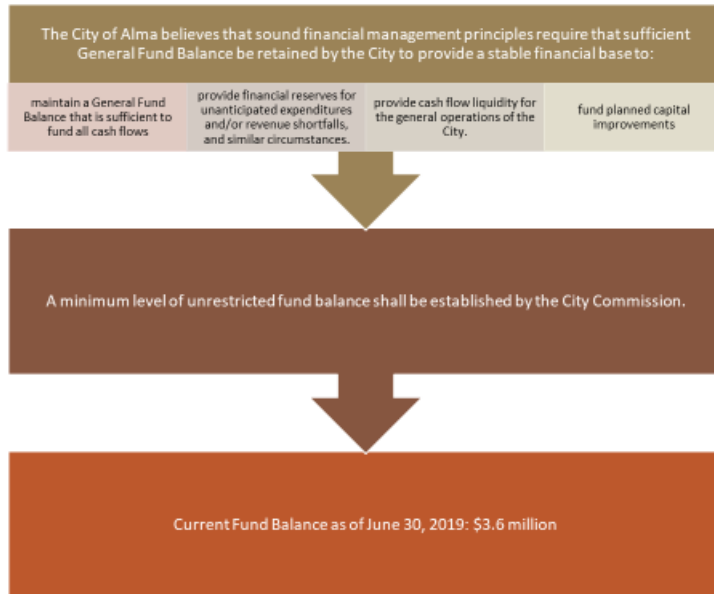 The City of Alma believes that sound financial management principles require that sufficient
General Fund Balance be retained by the City to provide a stable financial base to:
maintain a General Fund
Balance that is sufficient to
fund all cash flows
provide financial reserves for
unanticipated expenditures
and/or revenue shortfalls,
and similar circumstances.
provide cash flow liquidity for
the general operations of the
City.
fund planned capital
improvements
A minimum level of unrestricted fund balance shall be established by the City Commission.
Current Fund Balance as of June 30, 2019: $3.6 million